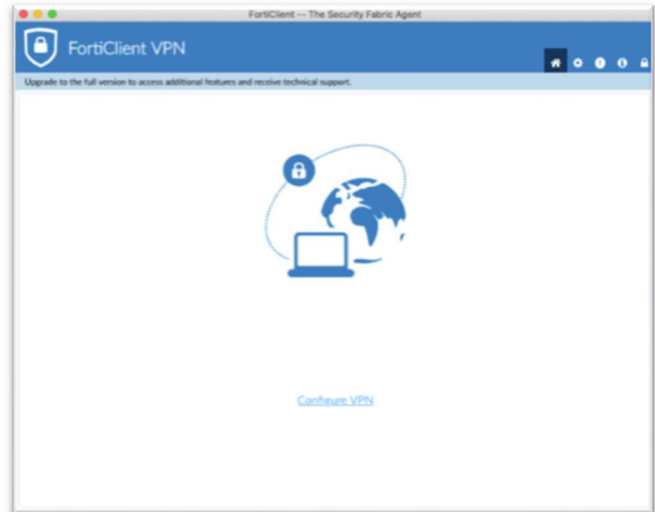 FortiClient -- The Security Fabric Agent
FortiClient VPN
Upgrade to the full version to access additional features and receive technical support.
Configure VPN